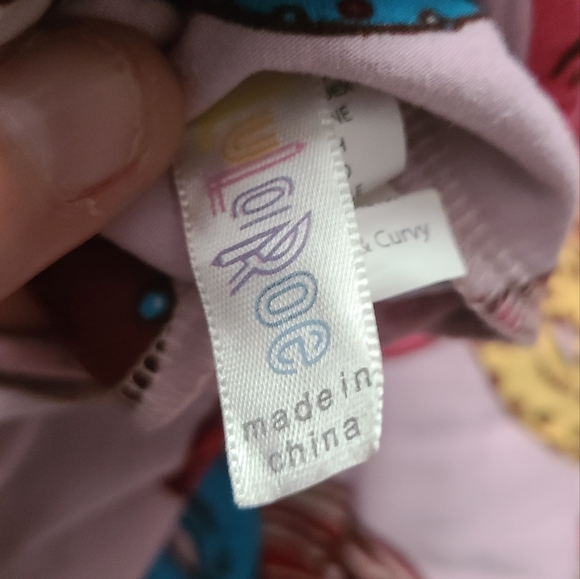 LuLaRoe
made in
china
& Curvy